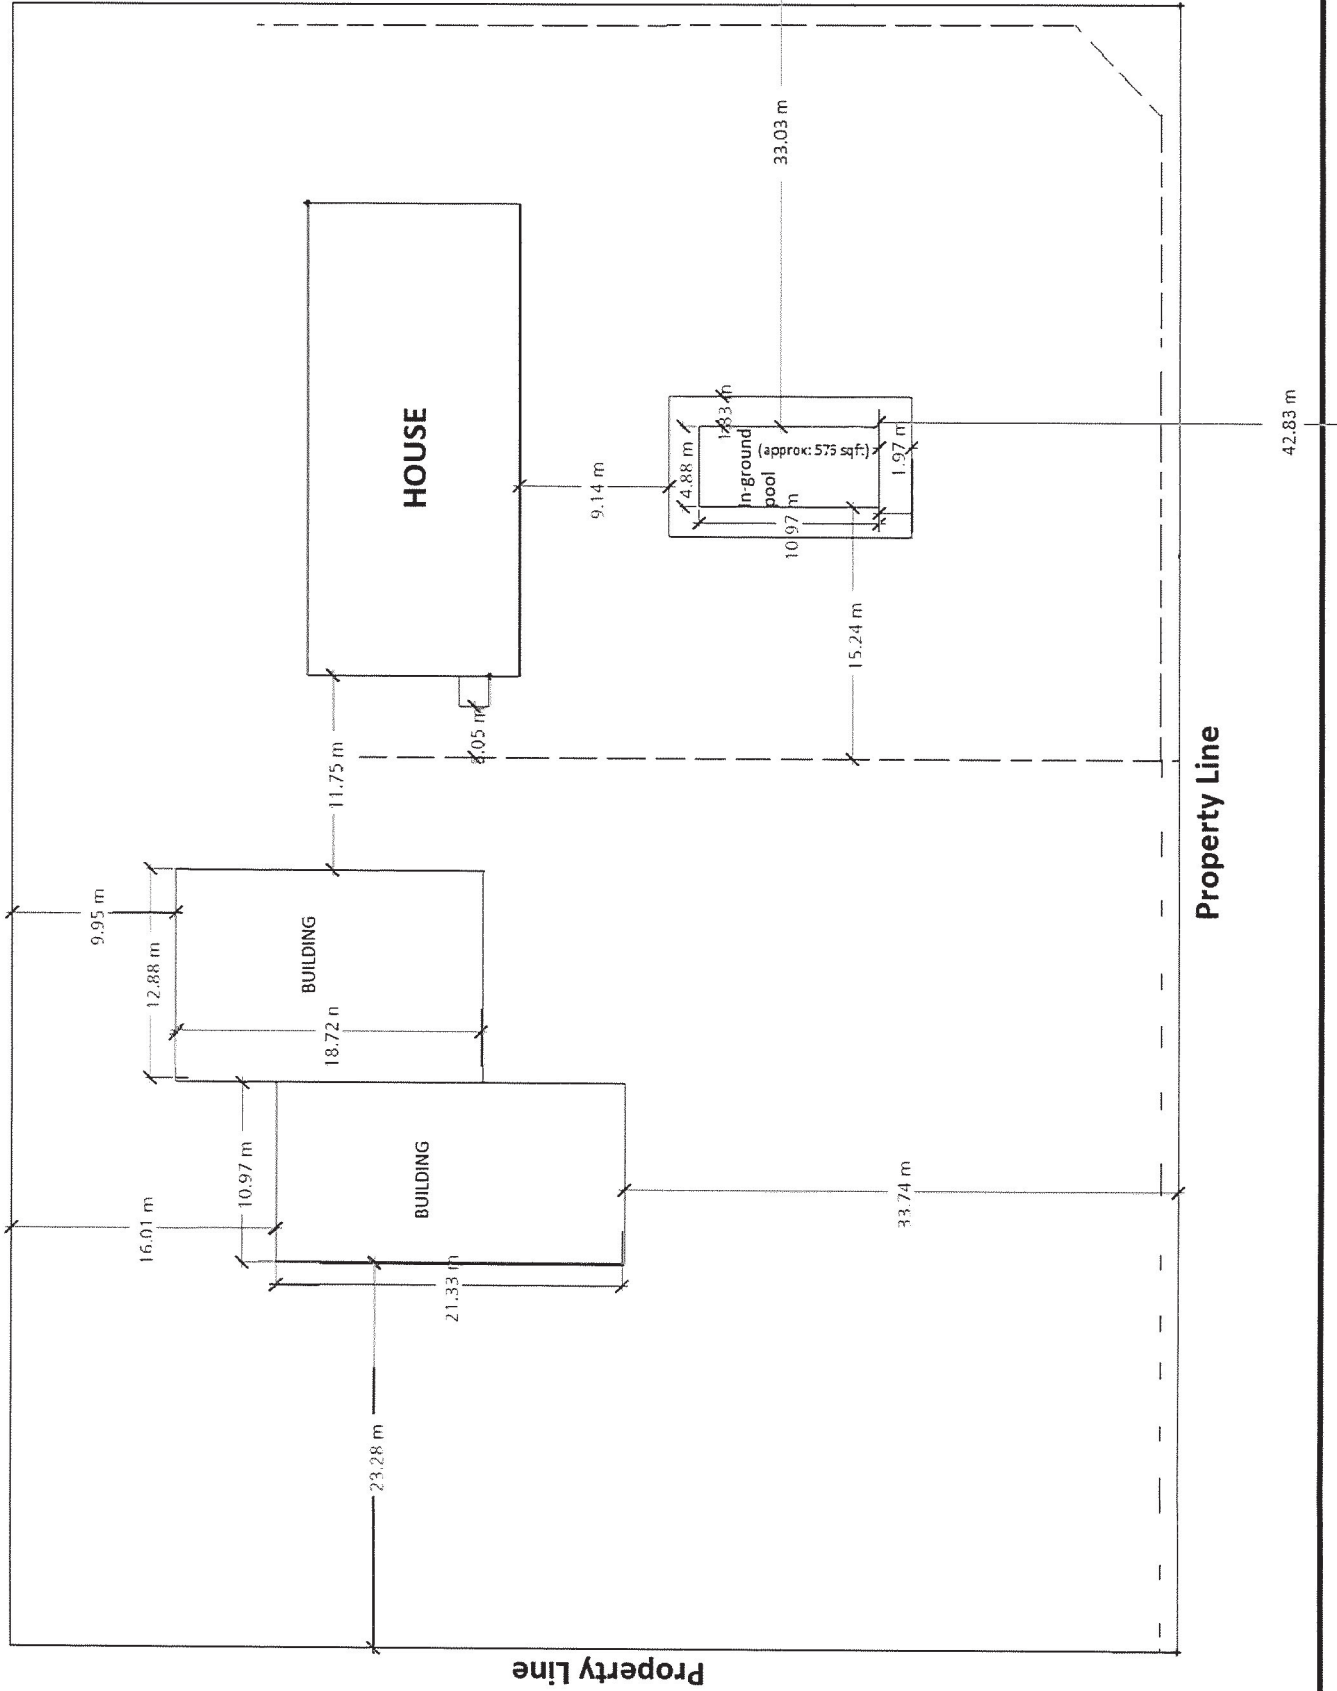 33.03 m
HOUSE
9.14 m
1.83 m
4.88 m
in-ground
pool
(approx: 575 sqft)
10.97 m
1.97 m
42.83 m
15.24 m
11.75 m
9.95 m
12.88 m
BUILDING
18.72 n
10.97 m
16.01 m
BUILDING
21.33 m
33.74 m
23.28 m
Property Line
Property Line